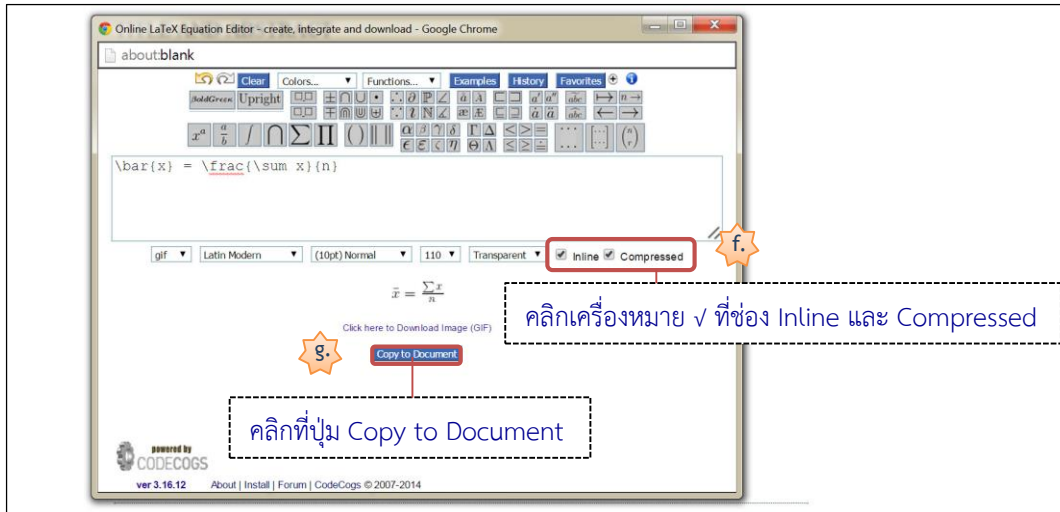 Online LaTeX Equation Editor - create, integrate and download - Google Chrome
about:blank
Clear Colors... Functions... Examples History Favorites
BoldGreen Upright
\bar{x} = \frac{\sum x}{n}
f.
gif Latin Modern (10pt) Normal 110 Transparent Inline Compressed
x̄ = ∑x/n
คลิกเครื่องหมาย √ ที่ช่อง Inline และ Compressed
Click here to Download Image (GIF)
g.
Copy to Document
คลิกที่ปุ่ม Copy to Document
powered by
CODECOGS
ver 3.16.12 About | Install | Forum | CodeCogs © 2007-2014